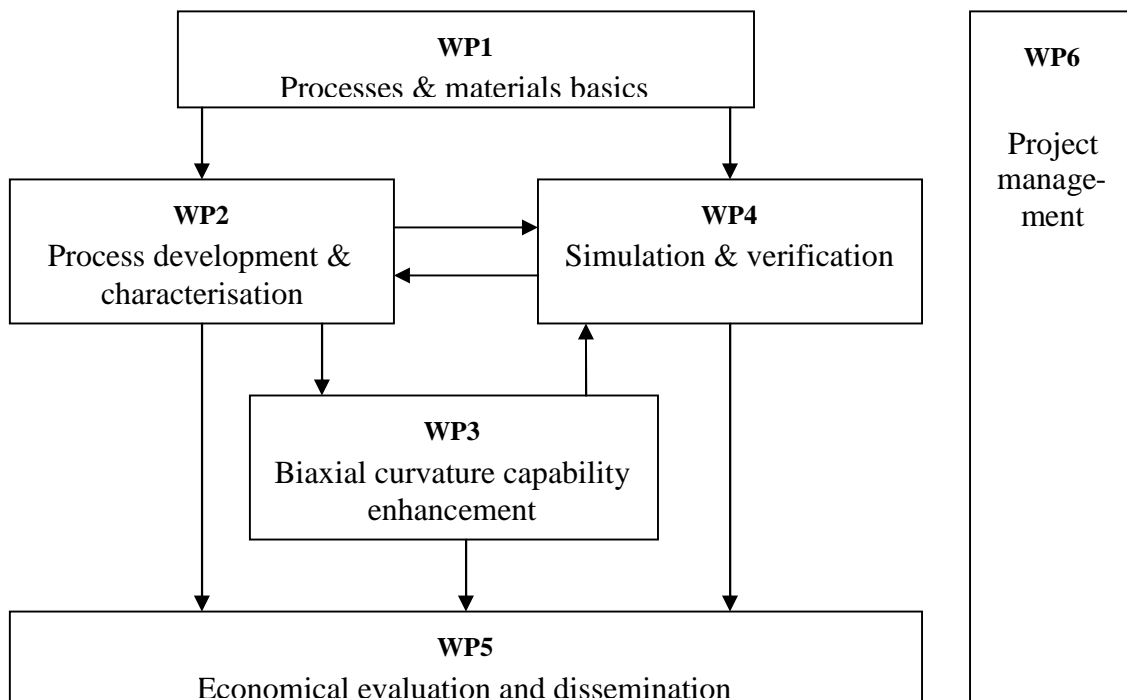 WP1
Processes & materials basics
WP6
Project
manage-
ment
WP2
Process development &
characterisation
WP4
Simulation & verification
WP3
Biaxial curvature capability
enhancement
WP5
Economical evaluation and dissemination